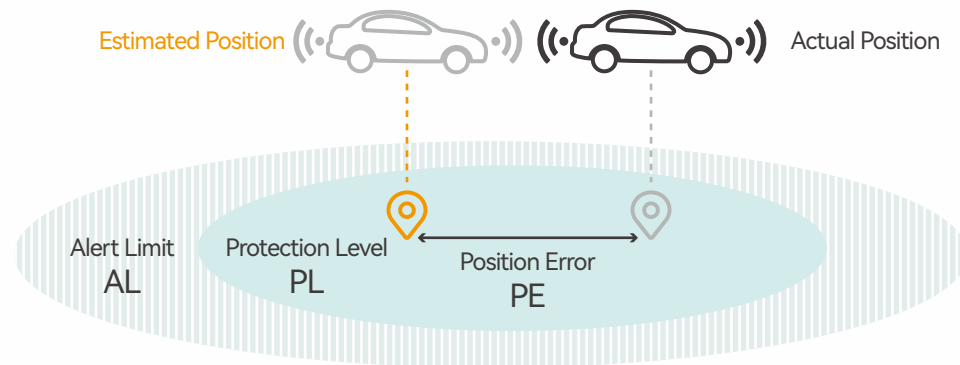 Estimated Position
Actual Position
Alert Limit
AL
Protection Level
PL
Position Error
PE